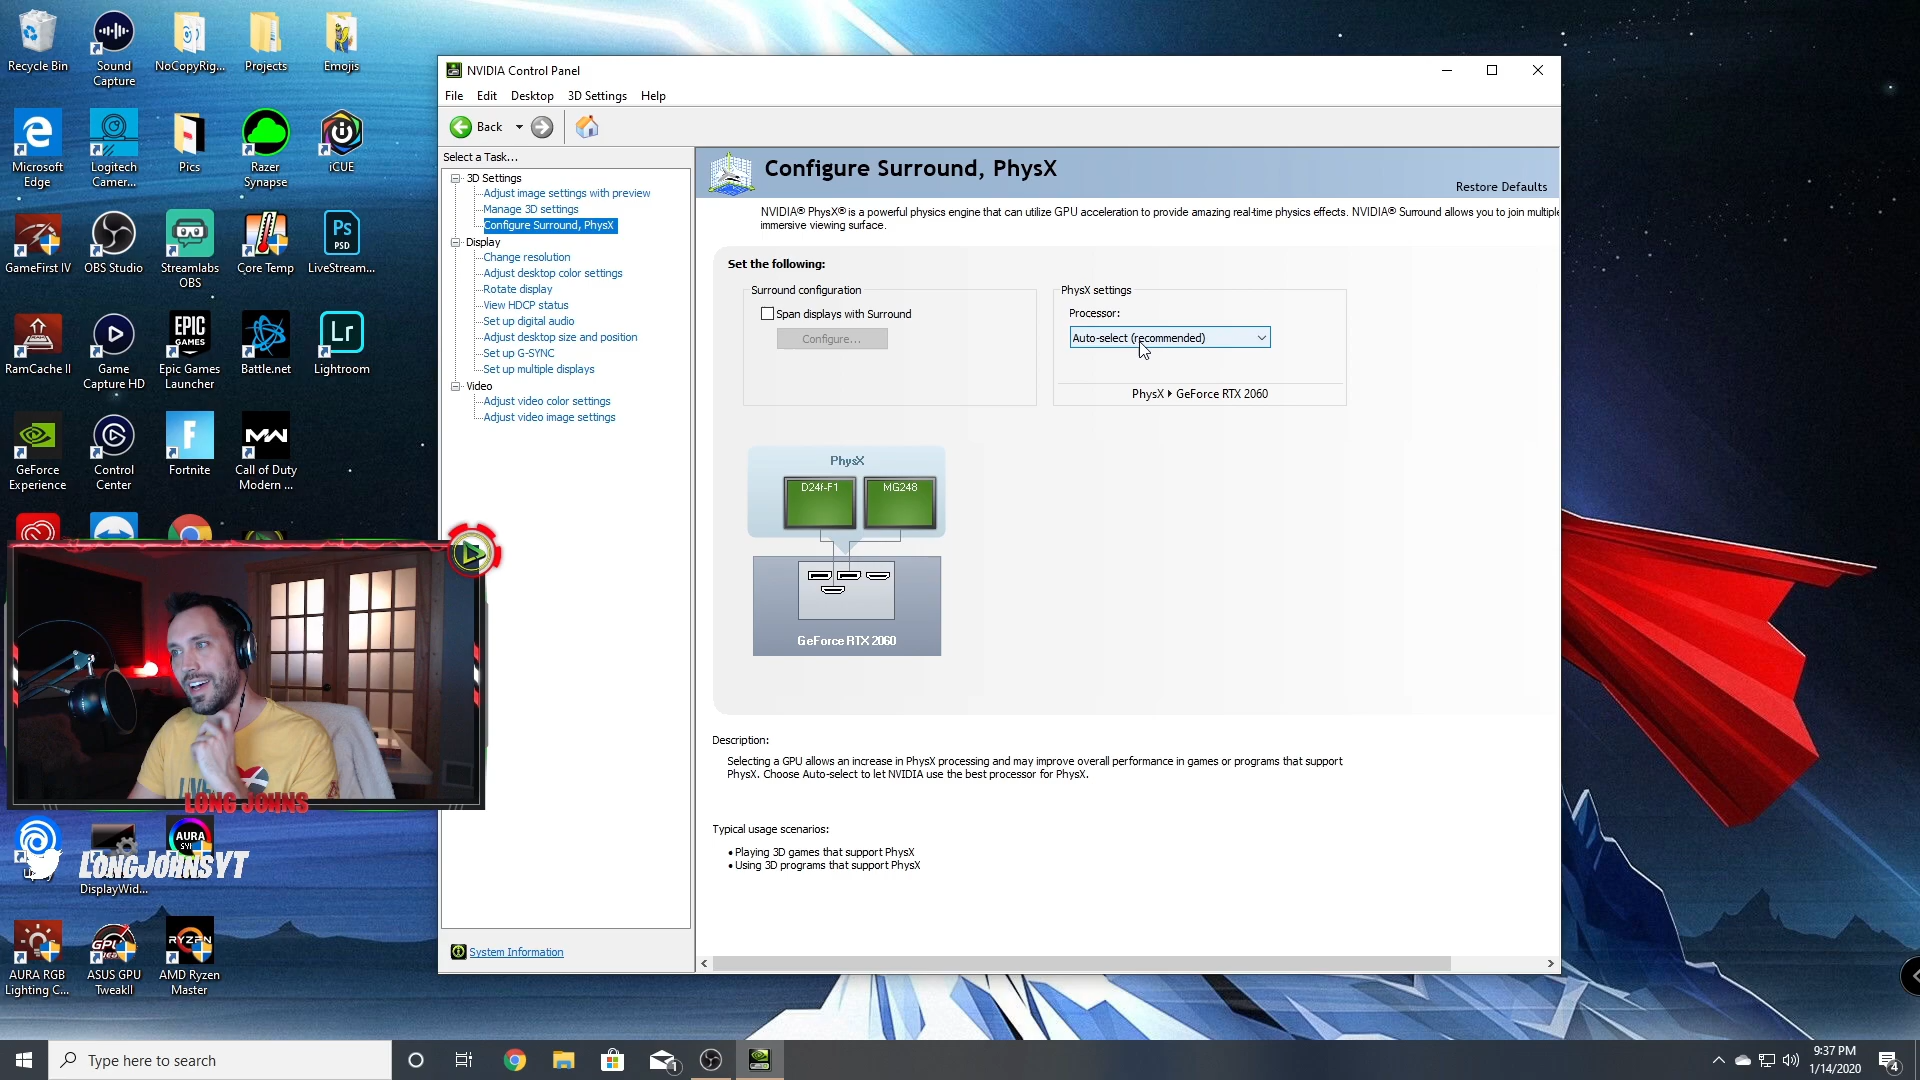 Recycle Bin
Sound
Capture
NoCopyRig...
Projects
Emojis
Microsoft
Edge
Logitech
Camer...
Pics
Razer
Synapse
iCUE
GameFirst IV
OBS Studio
Streamlabs
OBS
Core Temp
PSD
LiveStream...
RamCache II
Game
Capture HD
EPIC
GAMES
Epic Games
Launcher
Battle.net
Lr
Lightroom
GeForce
Experience
Control
Center
Fortnite
MW
Call of Duty
Modern ...
NVIDIA Control Panel
File Edit Desktop 3D Settings Help
Back
Select a Task...
3D Settings
Adjust image settings with preview
Manage 3D settings
Configure Surround, PhysX
Display
Change resolution
Adjust desktop color settings
Rotate display
View HDCP status
Set up digital audio
Adjust desktop size and position
Set up G-SYNC
Set up multiple displays
Video
Adjust video color settings
Adjust video image settings
System Information
Configure Surround, PhysX
Restore Defaults
NVIDIA® PhysX® is a powerful physics engine that can utilize GPU acceleration to provide amazing real-time physics effects. NVIDIA® Surround allows you to join multiple
immersive viewing surface.
Set the following:
Surround configuration
Span displays with Surround
Configure...
PhysX settings
Processor:
Auto-select (recommended)
PhysX GeForce RTX 2060
PhysX
D24f-F1 MG248
GeForce RTX 2060
Description:
Selecting a GPU allows an increase in PhysX processing and may improve overall performance in games or programs that support
PhysX. Choose Auto-select to let NVIDIA use the best processor for PhysX.
Typical usage scenarios:
•Playing 3D games that support PhysX
•Using 3D programs that support PhysX
LIVE
LONG JOHNS
AURA
LONGJOHNSYT
DisplayWid...
AURA RGB
Lighting C...
ASUS GPU
TweakII
RYZEN
AMD Ryzen
Master
Type here to search
1
9:37 PM
1/14/2020
4